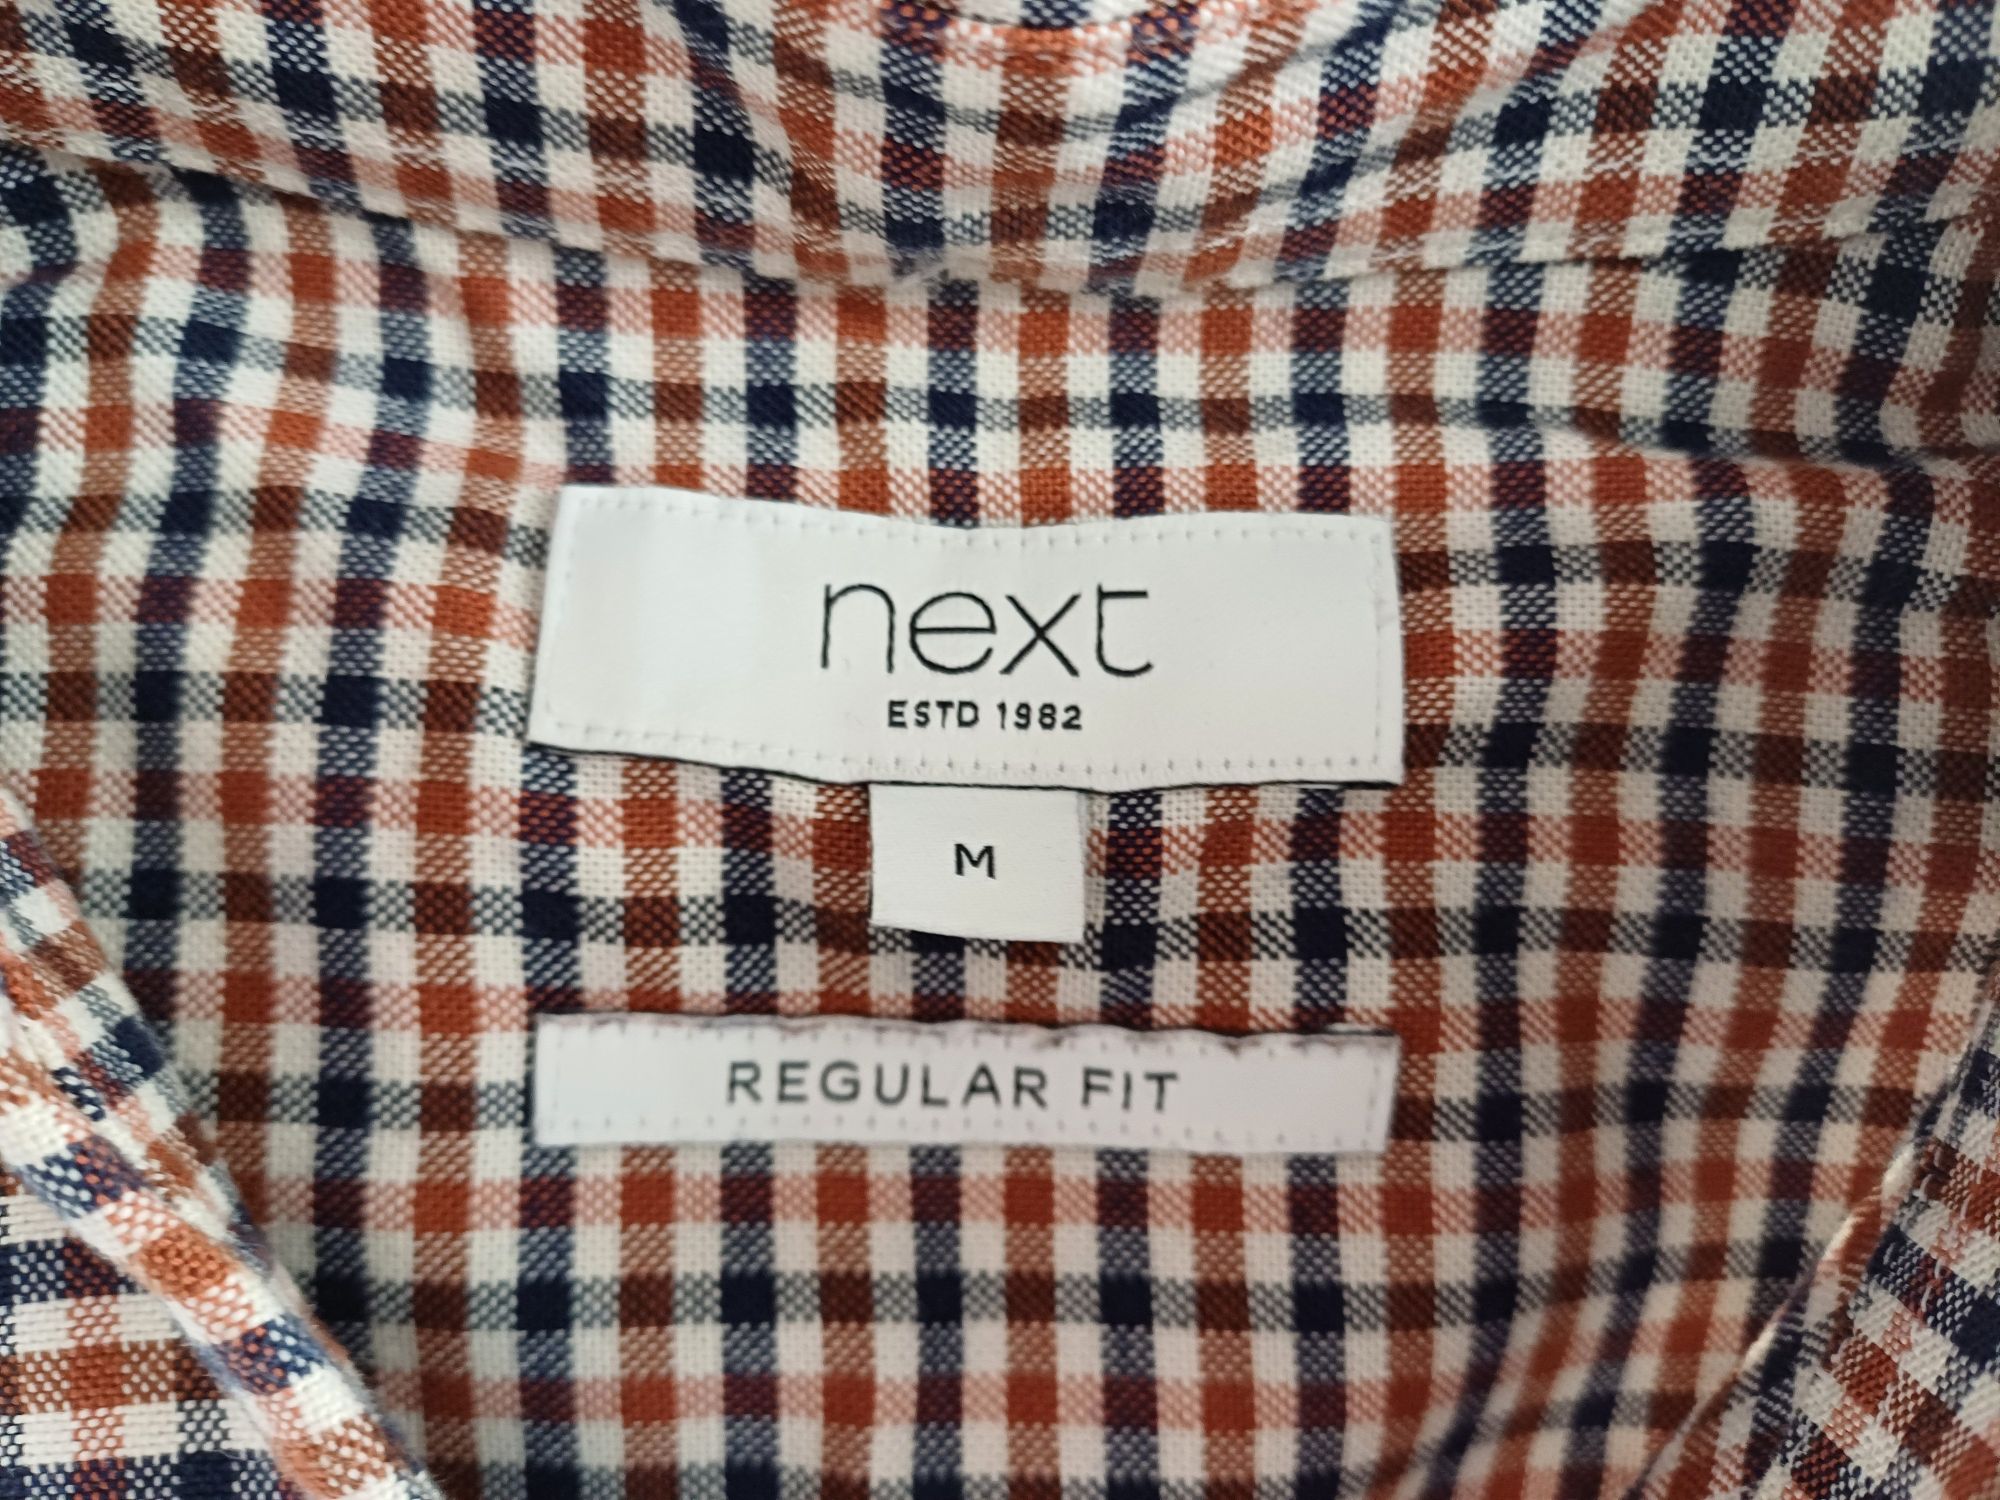 next
ESTD 1982
M
REGULAR FIT